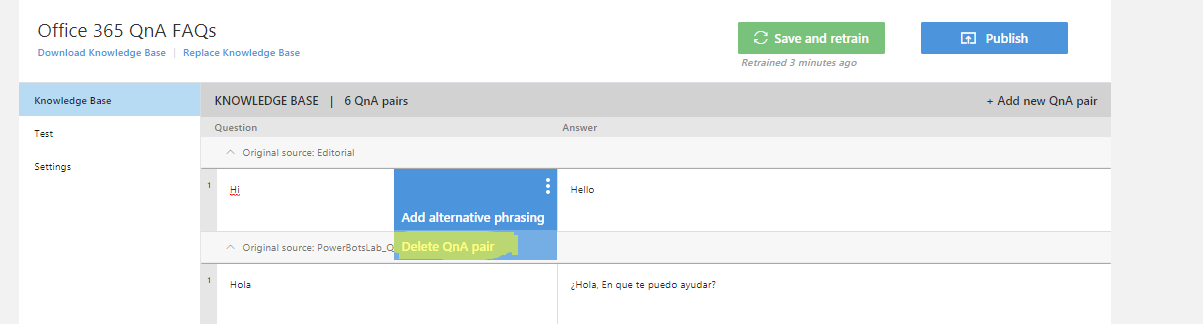 Office 365 QnA FAQs
Download Knowledge Base | Replace Knowledge Base
Save and retrain
Publish
Retrained 3 minutes ago
Knowledge Base
Test
Settings
KNOWLEDGE BASE | 6 QnA pairs
+ Add new QnA pair
Question
Answer
Original source: Editorial
1
Hi
Hello
Add alternative phrasing
Delete QnA pair
Original source: PowerBotsLab_Q
1
Hola
¿Hola, En que te puedo ayudar?